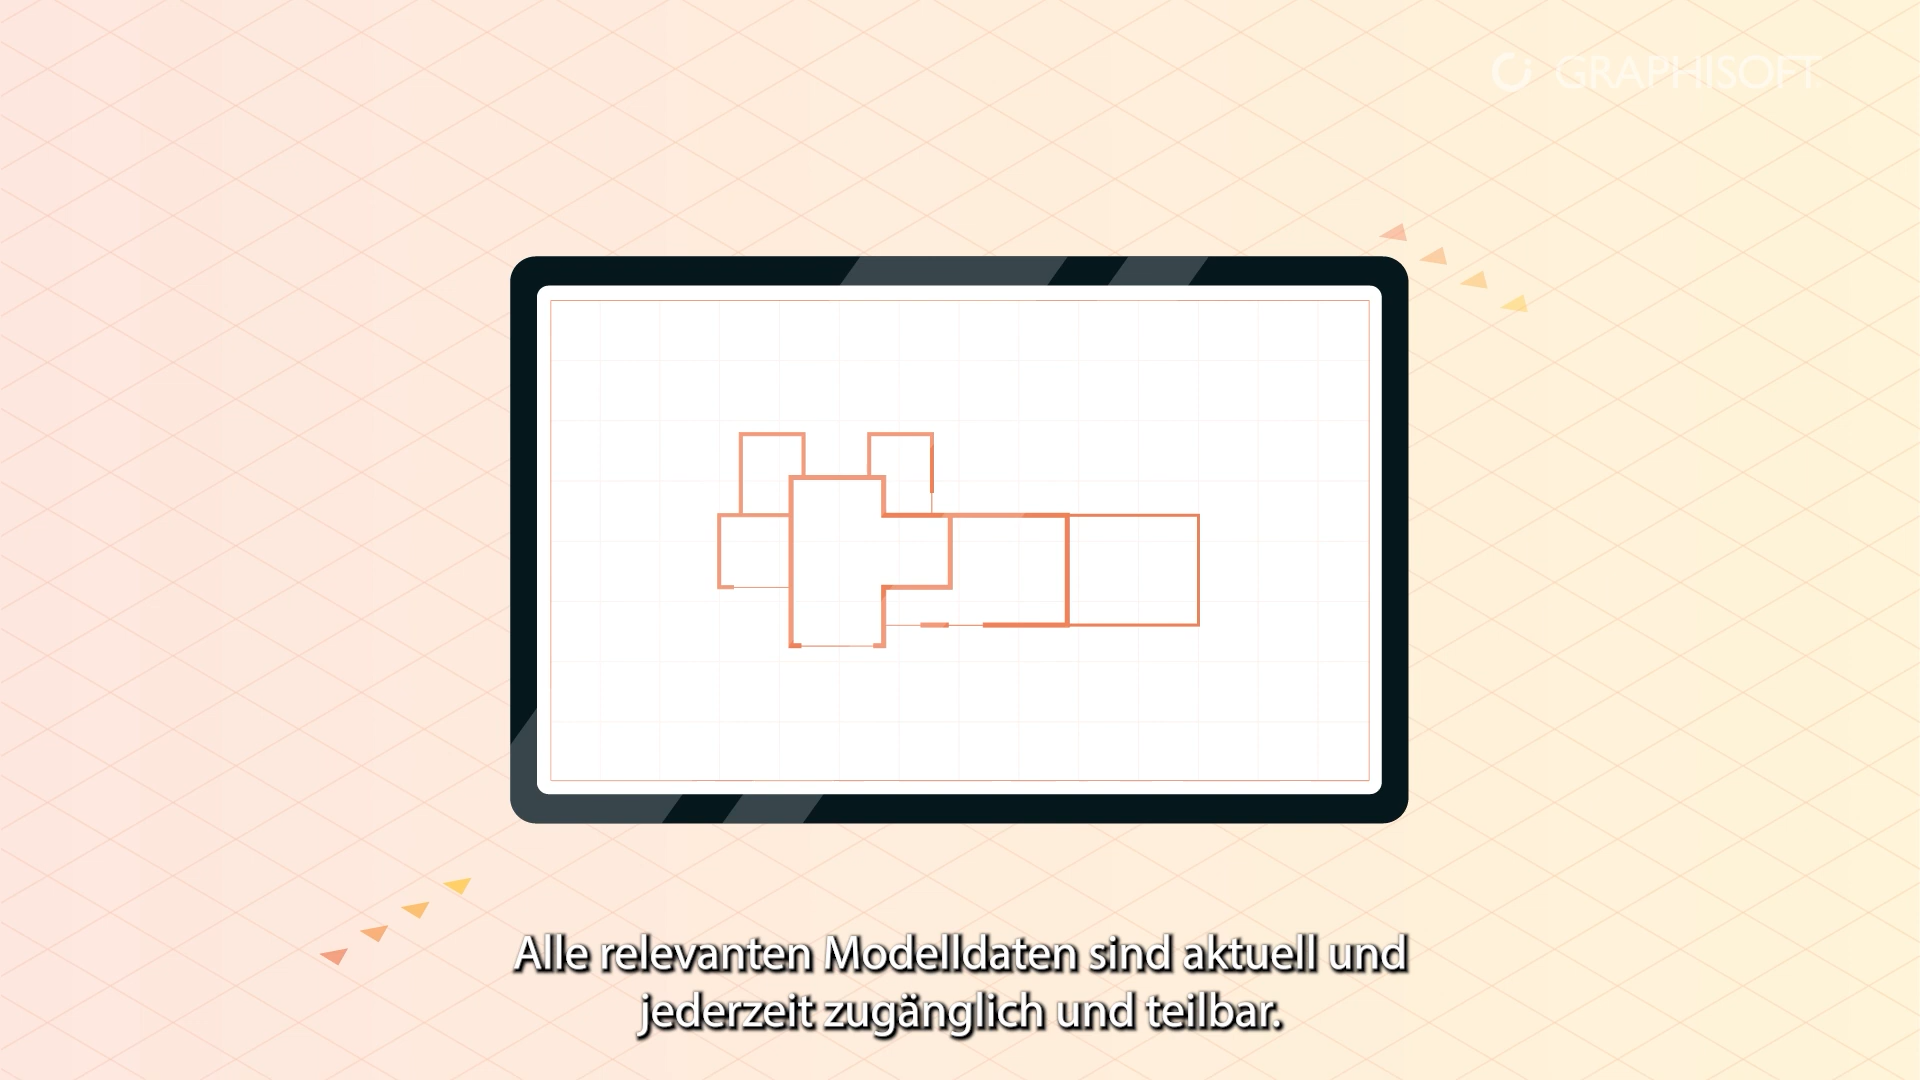 GRAPHISOFT
Alle relevanten Modelldaten sind aktuell und
jederzeit zugänglich und teilbar.